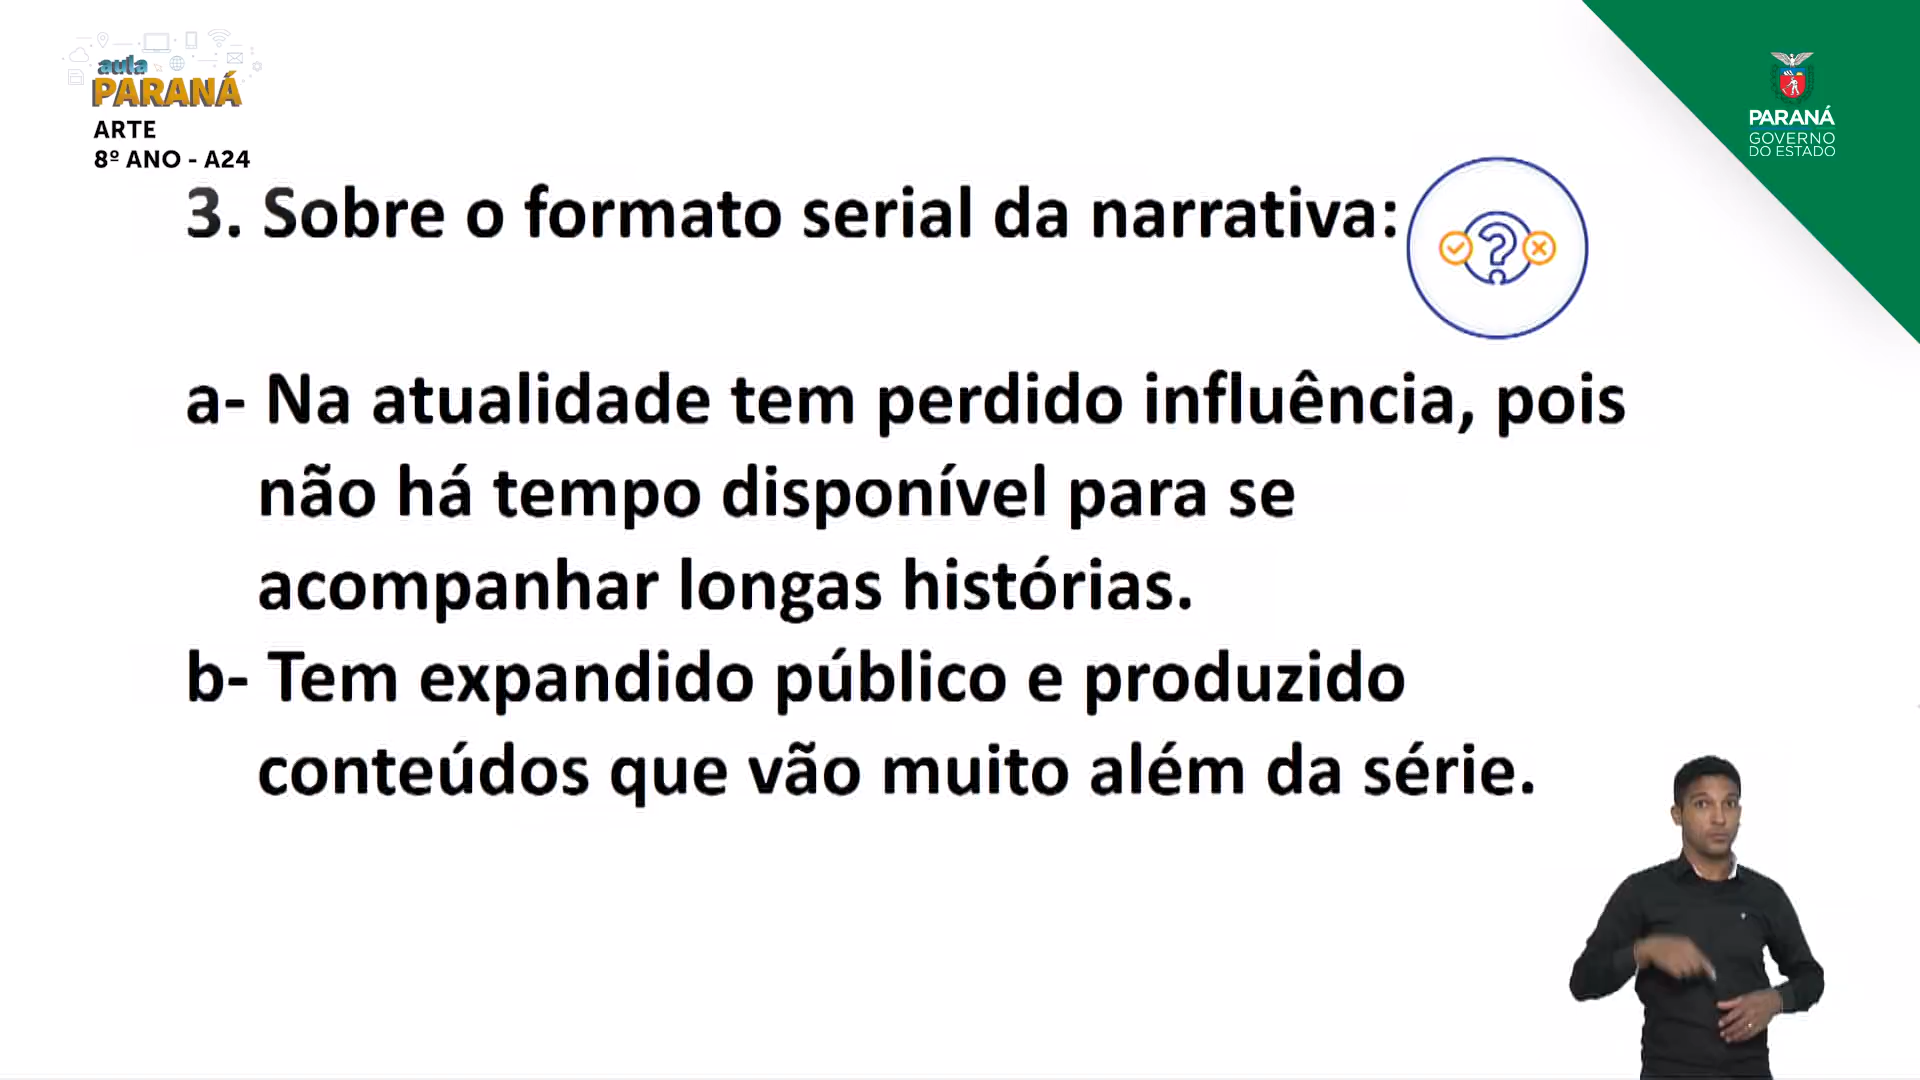 aula
PARANÁ
ARTE
8º ANO - A24
PARANÁ
GOVERNO
DO ESTADO
3. Sobre o formato serial da narrativa:
a- Na atualidade tem perdido influência, pois
não há tempo disponível para se
acompanhar longas histórias.
b- Tem expandido público e produzido
conteúdos que vão muito além da série.